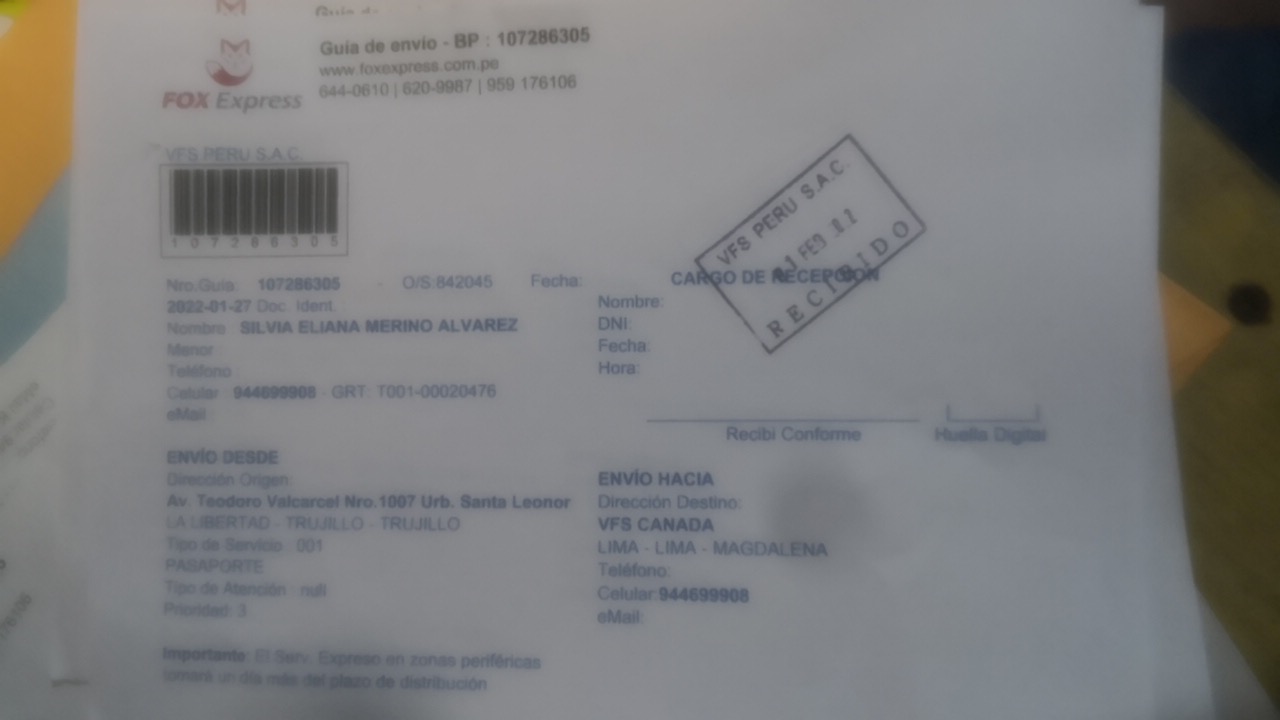 Guía de envío - BP : 107286305
www.foxexpress.com.pe
644-0610 | 620-9987 | 959 176106
FOX Express
VFS PERU S.A.C.
107286305
Nro.Guia: 107286305 - O/S:842045 Fecha:
2022-01-27 Doc. Ident.
Nombre : SILVIA ELIANA MERINO ALVAREZ
Menor :
Teléfono :
Celular : 944699908 - GRT: T001-00020476
eMail :
CARGO DE RECEPCION
Nombre:
DNI:
Fecha:
Hora:
VFS PERU S.A.C.
FEB
RECIBIDO
Recibi Conforme
Huella Digital
ENVÍO DESDE
Dirección Origen:
Av. Teodoro Valcarcel Nro.1007 Urb. Santa Leonor
LA LIBERTAD - TRUJILLO - TRUJILLO
Tipo de Servicio : 001
PASAPORTE
Tipo de Atención : null
Prioridad: 3
ENVÍO HACIA
Dirección Destino:
VFS CANADA
LIMA - LIMA - MAGDALENA
Teléfono:
Celular:944699908
eMail:
Importante: El Serv. Expreso en zonas periféricas
tomará un día más del plazo de distribución